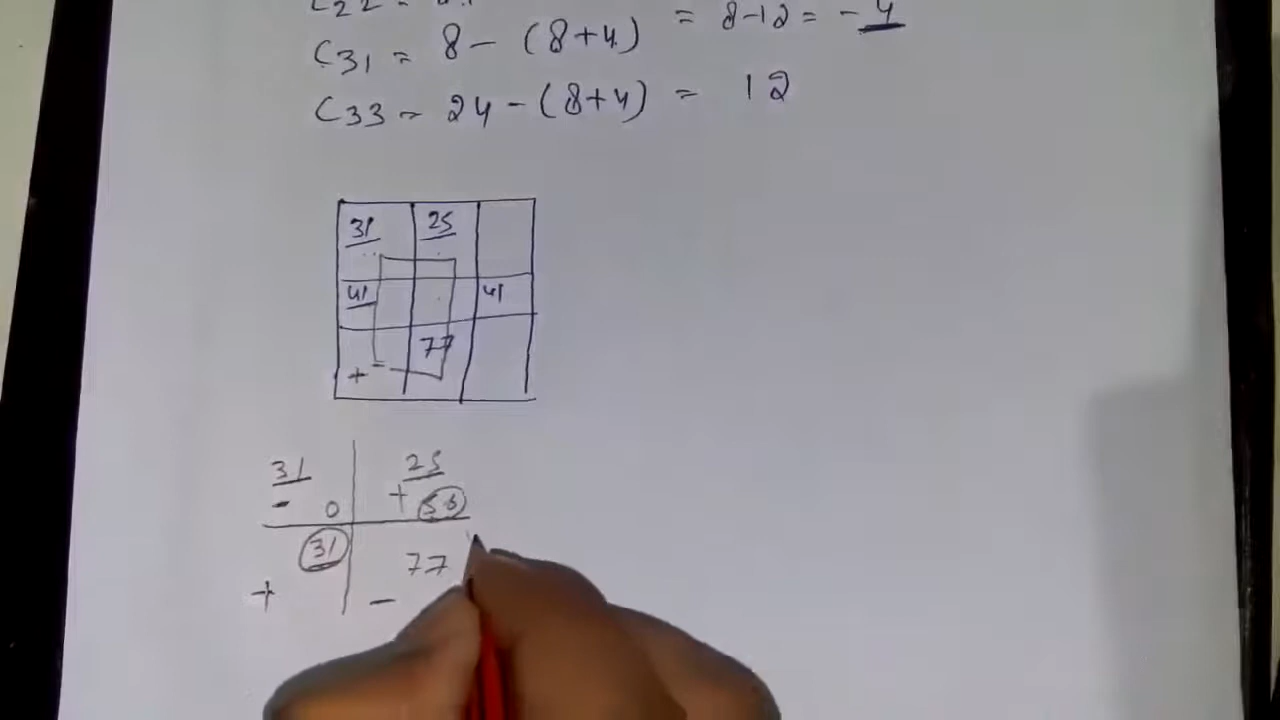 C31 = 8 - (8+4) = 8-12 = -4
C33 = 24 - (8+4) = 12
31 25
41 41
77
+ -
31 25
- 0 + 56
31 77
+ -